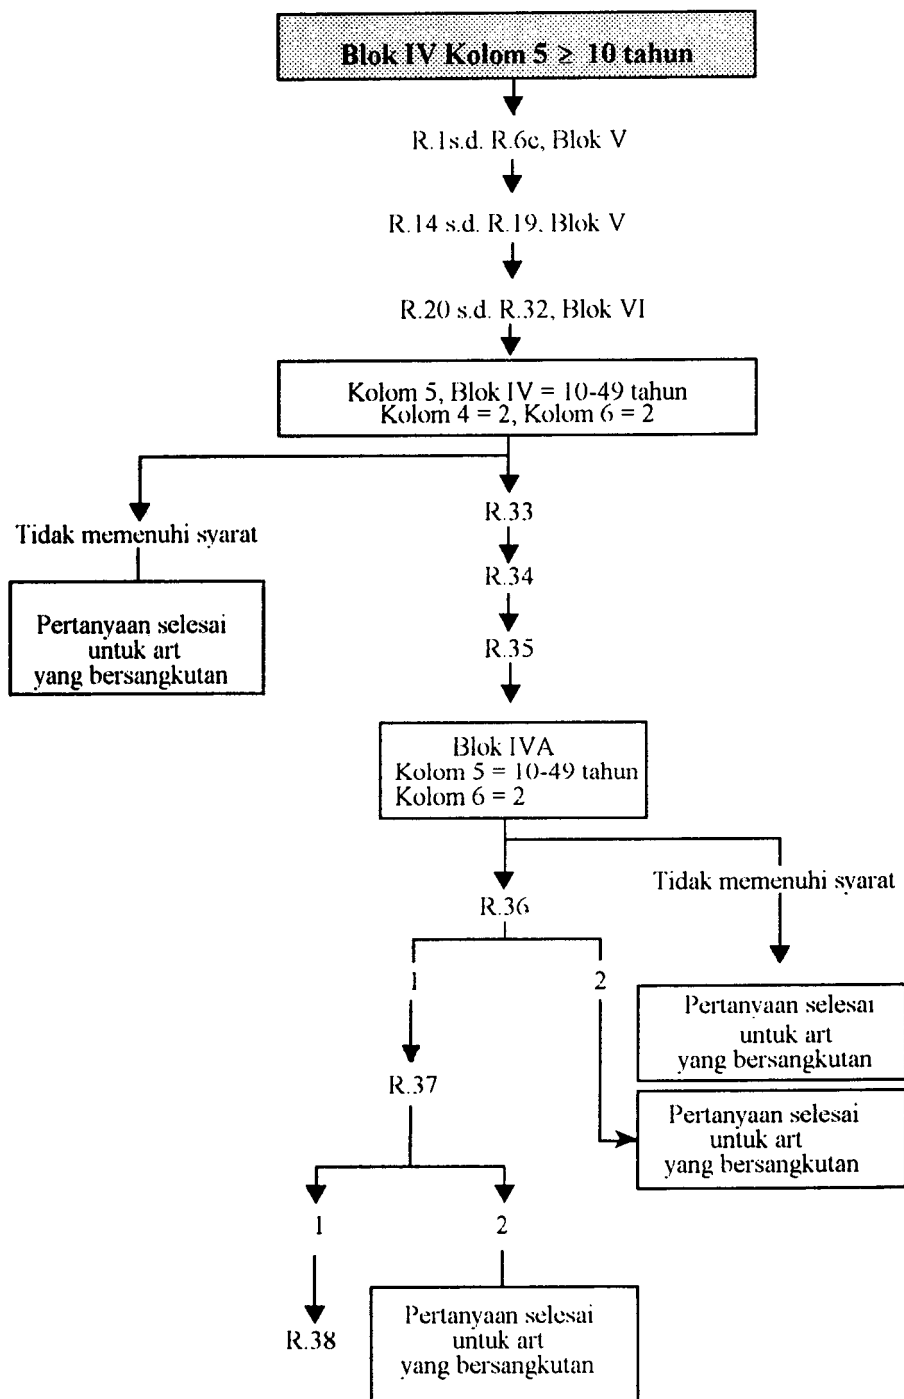 Blok IV Kolom 5 ≥ 10 tahun
R.1s.d. R.6c, Blok V
R.14 s.d. R.19, Blok V
R.20 s.d. R.32, Blok VI
Kolom 5, Blok IV = 10-49 tahun
Kolom 4 = 2, Kolom 6 = 2
Tidak memenuhi syarat
R.33
R.34
R.35
Pertanyaan selesai
untuk art
yang bersangkutan
Blok IVA
Kolom 5 = 10-49 tahun
Kolom 6 = 2
Tidak memenuhi syarat
R.36
1
2
Pertanyaan selesai
untuk art
yang bersangkutan
R.37
Pertanyaan selesai
untuk art
yang bersangkutan
1
2
R.38
Pertanyaan selesai
untuk art
yang bersangkutan